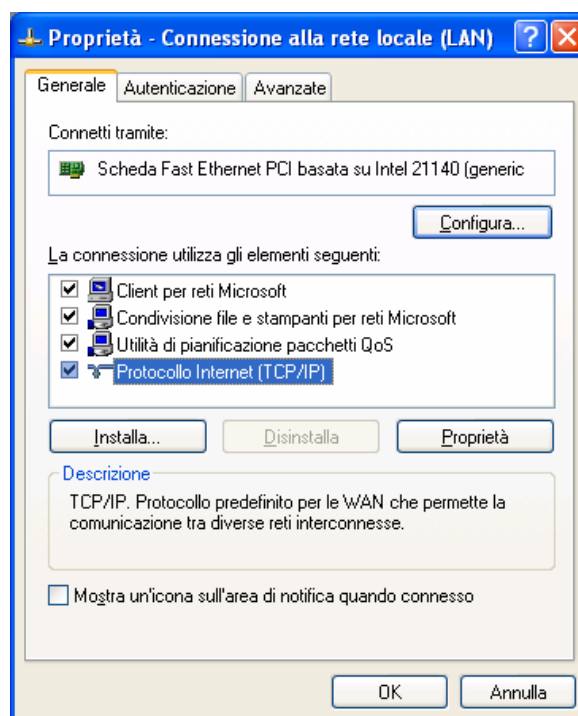 Proprietà - Connessione alla rete locale (LAN)
Generale Autenticazione Avanzate
Connetti tramite:
Scheda Fast Ethernet PCI basata su Intel 21140 (generic
Configura...
La connessione utilizza gli elementi seguenti:
Client per reti Microsoft
Condivisione file e stampanti per reti Microsoft
Utilità di pianificazione pacchetti QoS
Protocollo Internet (TCP/IP)
Installa... Disinstalla Proprietà
Descrizione
TCP/IP. Protocollo predefinito per le WAN che permette la
comunicazione tra diverse reti interconnesse.
Mostra un'icona sull'area di notifica quando connesso
OK Annulla